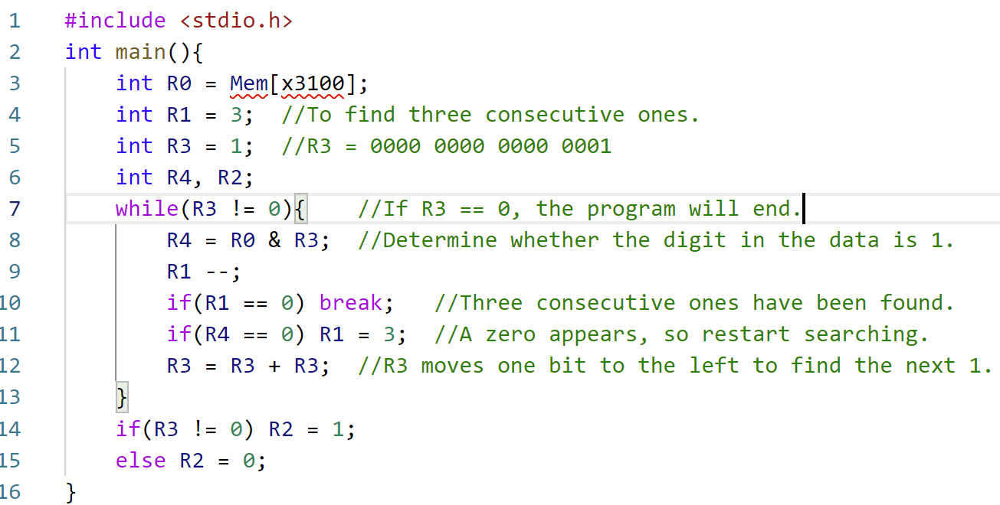 1 #include <stdio.h>
2 int main(){
3 int R0 = Mem[x3100];
4 int R1 = 3; //To find three consecutive ones.
5 int R3 = 1; //R3 = 0000 0000 0000 0001
6 int R4, R2;
7 while(R3 != 0){ //If R3 == 0, the program will end.
8 R4 = R0 & R3; //Determine whether the digit in the data is 1.
9 R1 --;
10 if(R1 == 0) break; //Three consecutive ones have been found.
11 if(R4 == 0) R1 = 3; //A zero appears, so restart searching.
12 R3 = R3 + R3; //R3 moves one bit to the left to find the next 1.
13 }
14 if(R3 != 0) R2 = 1;
15 else R2 = 0;
16 }